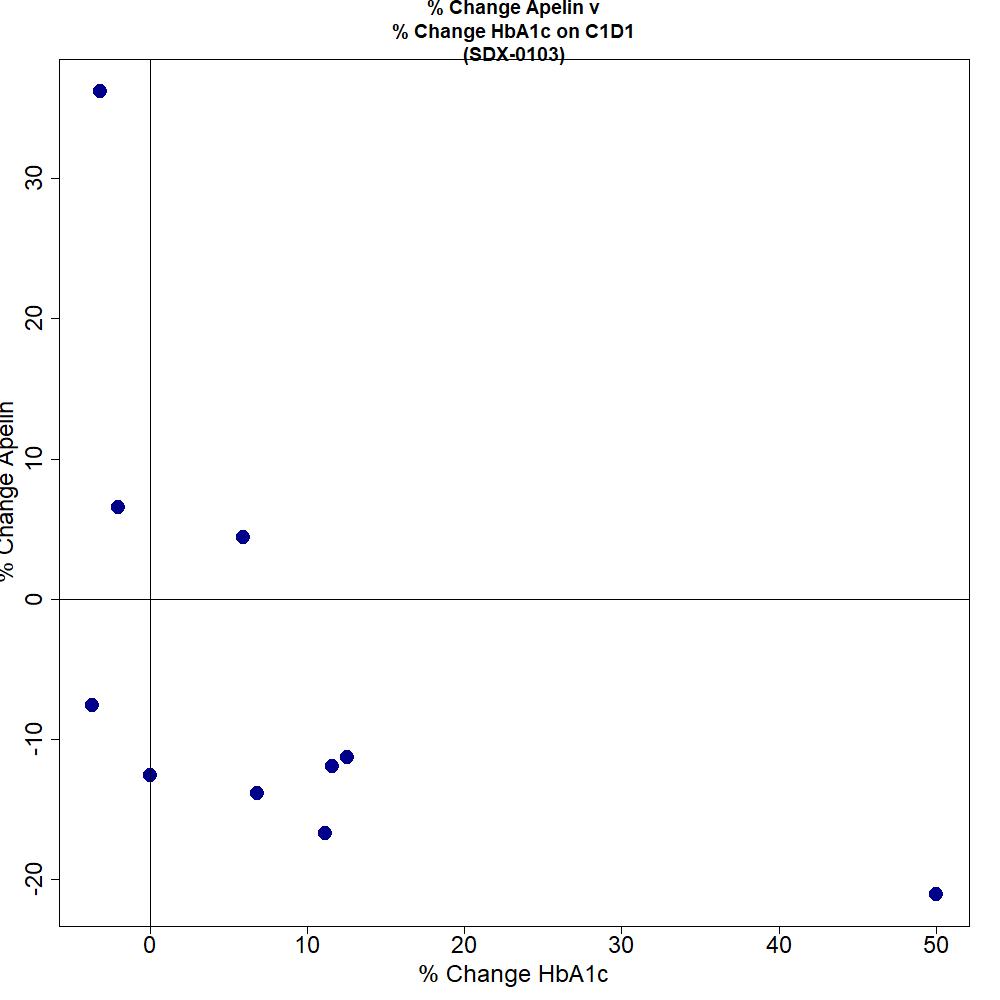 % Change Apelin v
% Change HbA1c on C1D1
(SDX-0103)
% Change Apelin
30
20
10
0
-10
-20
0 10 20 30 40 50
% Change HbA1c